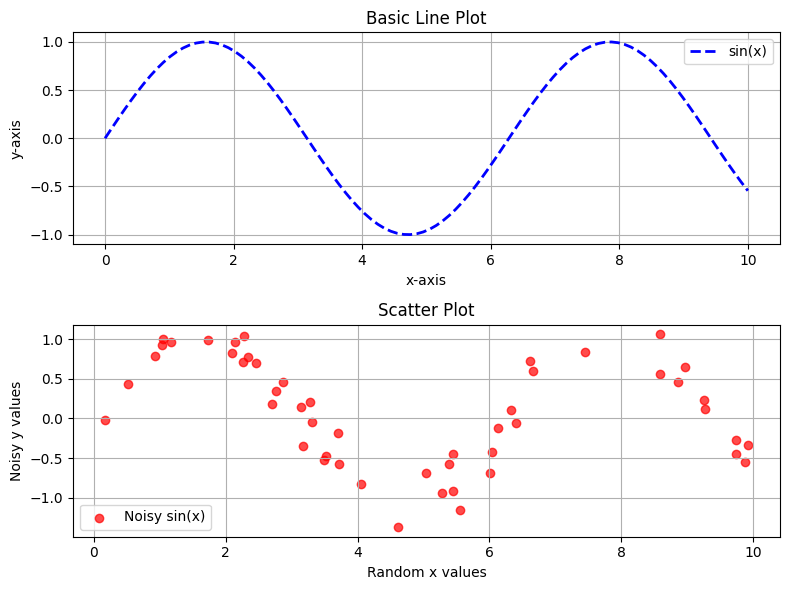 Basic Line Plot
1.0
0.5
0.0
−0.5
−1.0
y-axis
sin(x)
0 2 4 6 8 10
x-axis
Scatter Plot
1.0
0.5
0.0
−0.5
−1.0
Noisy y values
Noisy sin(x)
0 2 4 6 8 10
Random x values